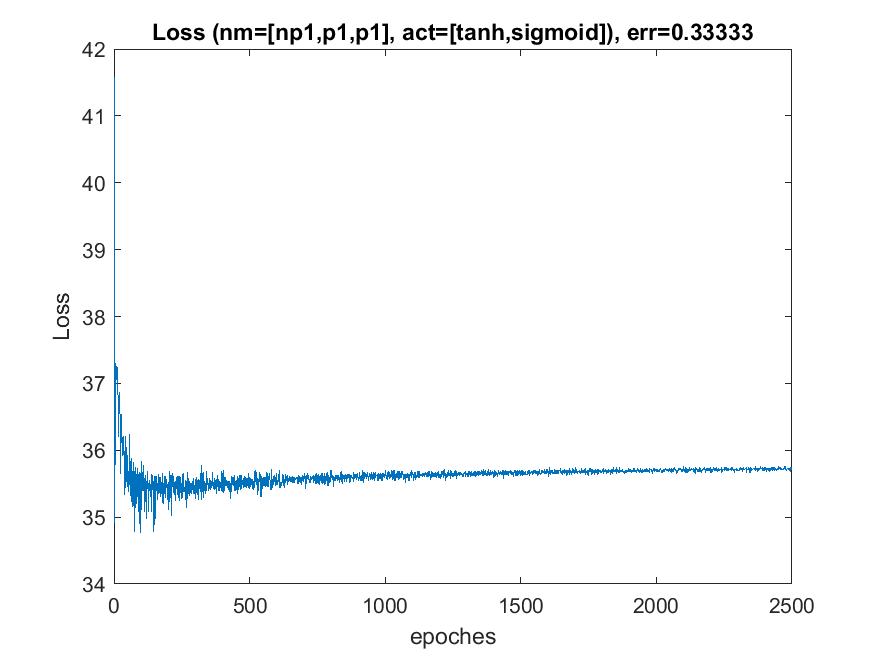 Loss (nm=[np1,p1,p1], act=[tanh,sigmoid]), err=0.33333
42
41
40
39
38
37
36
35
34
Loss
0 500 1000 1500 2000 2500
epoches